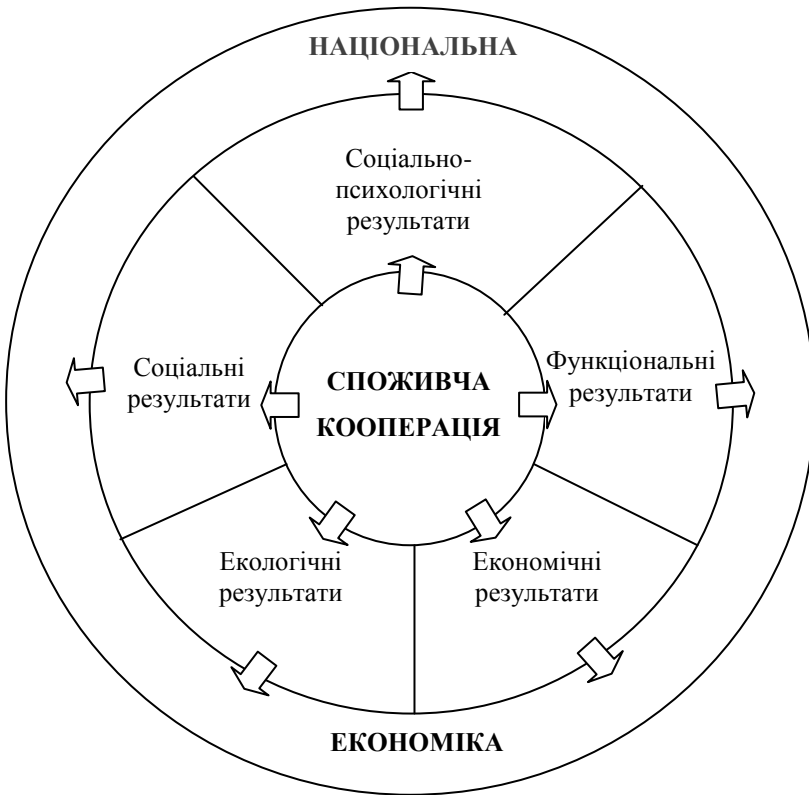 НАЦІОНАЛЬНА
Соціально-
психологічні
результати
Соціальні
результати
СПОЖИВЧА
КООПЕРАЦІЯ
Функціональні
результати
Екологічні
результати
Економічні
результати
ЕКОНОМІКА